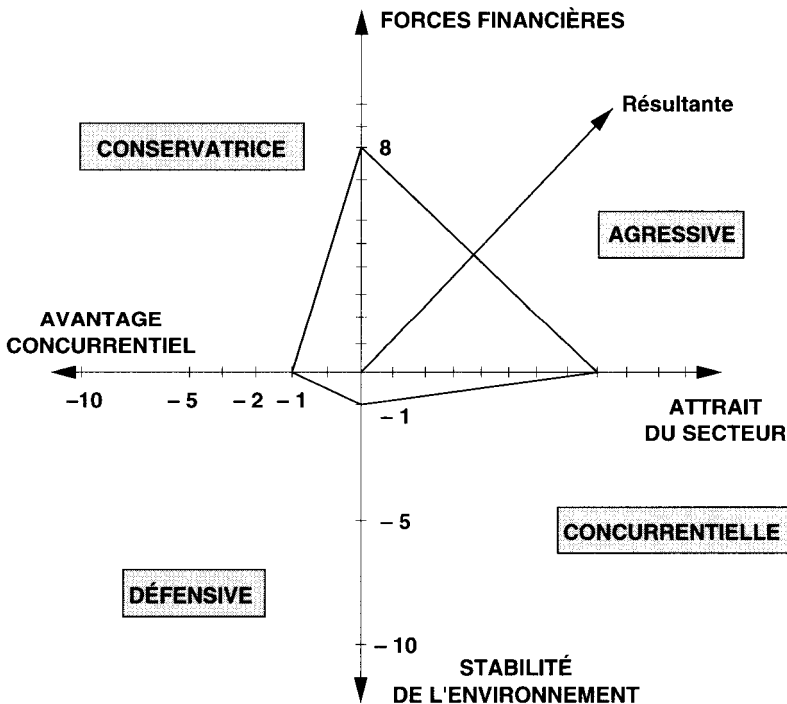 FORCES FINANCIÈRES
Résultante
CONSERVATRICE
8
AGRESSIVE
AVANTAGE
CONCURRENTIEL
–10 –5 –2 –1
ATTRAIT
DU SECTEUR
–1
–5
CONCURRENTIELLE
DÉFENSIVE
–10
STABILITÉ
DE L'ENVIRONNEMENT